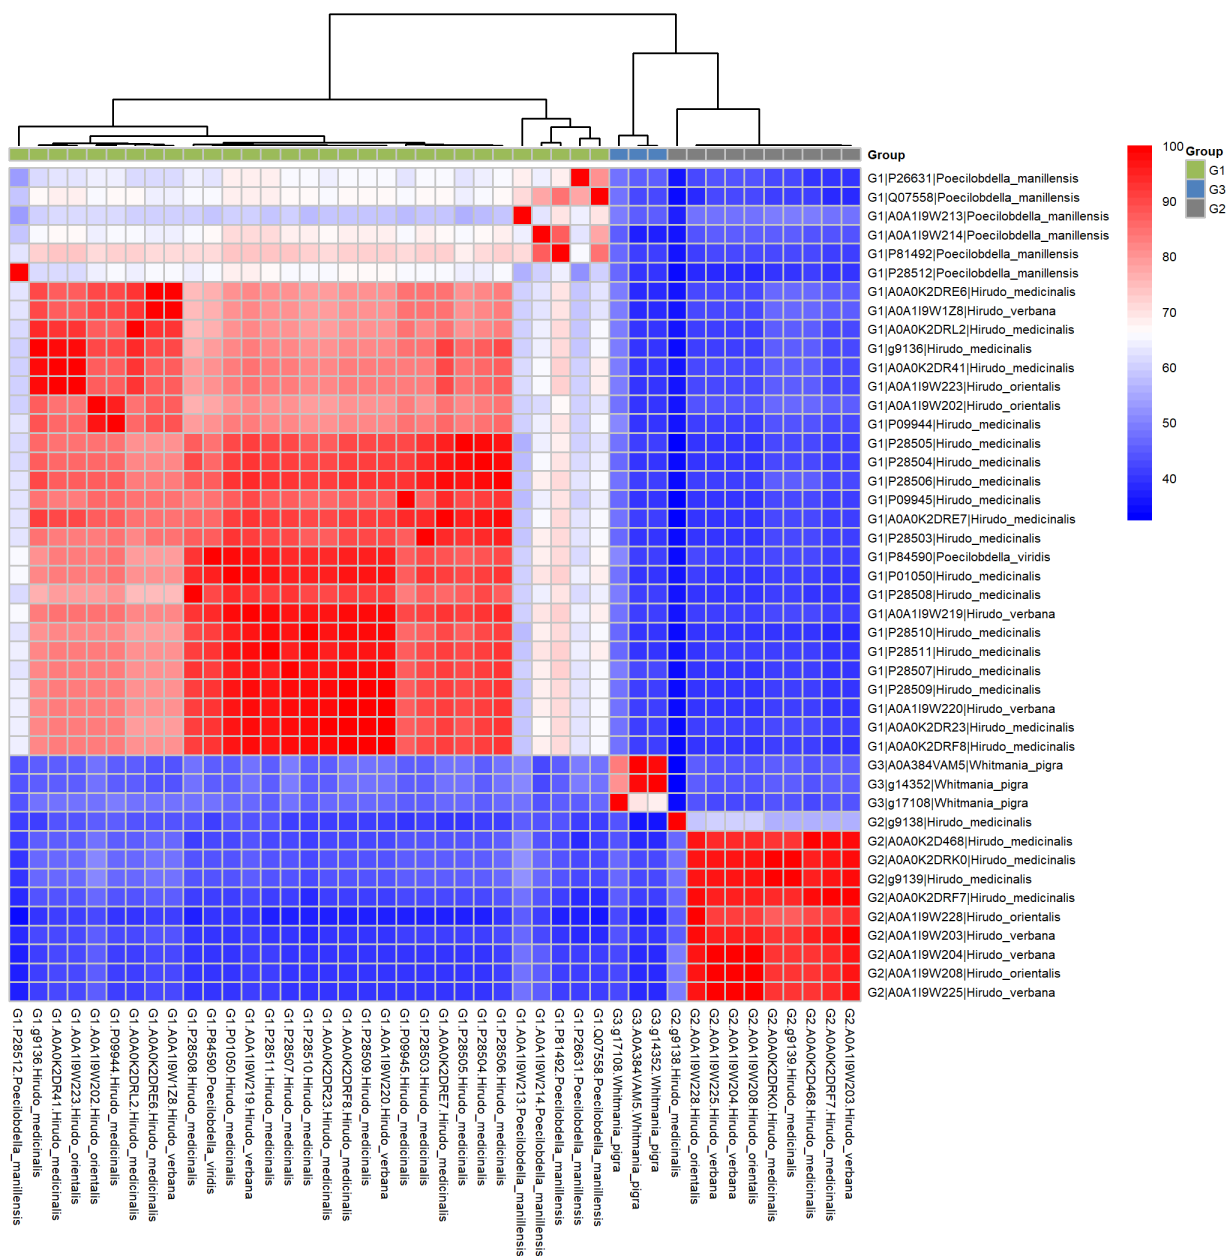 Group
G1|P26631|Poecilobdella_manillensis
G1|Q07558|Poecilobdella_manillensis
G1|A0A1I9W213|Poecilobdella_manillensis
G1|A0A1I9W214|Poecilobdella_manillensis
G1|P81492|Poecilobdella_manillensis
G1|P28512|Poecilobdella_manillensis
G1|A0A0K2DRE6|Hirudo_medicinalis
G1|A0A1I9W1Z8|Hirudo_verbana
G1|A0A0K2DRL2|Hirudo_medicinalis
G1|g9136|Hirudo_medicinalis
G1|A0A0K2DR41|Hirudo_medicinalis
G1|A0A1I9W223|Hirudo_orientalis
G1|A0A1I9W202|Hirudo_orientalis
G1|P09944|Hirudo_medicinalis
G1|P28505|Hirudo_medicinalis
G1|P28504|Hirudo_medicinalis
G1|P28506|Hirudo_medicinalis
G1|P09945|Hirudo_medicinalis
G1|A0A0K2DRE7|Hirudo_medicinalis
G1|P28503|Hirudo_medicinalis
G1|P84590|Poecilobdella_viridis
G1|P01050|Hirudo_medicinalis
G1|P28508|Hirudo_medicinalis
G1|A0A1I9W219|Hirudo_verbana
G1|P28510|Hirudo_medicinalis
G1|P28511|Hirudo_medicinalis
G1|P28507|Hirudo_medicinalis
G1|P28509|Hirudo_medicinalis
G1|A0A1I9W220|Hirudo_verbana
G1|A0A0K2DR23|Hirudo_medicinalis
G1|A0A0K2DRF8|Hirudo_medicinalis
G3|A0A384VAM5|Whitmania_pigra
G3|g14352|Whitmania_pigra
G3|g17108|Whitmania_pigra
G2|g9138|Hirudo_medicinalis
G2|A0A0K2D468|Hirudo_medicinalis
G2|A0A0K2DRK0|Hirudo_medicinalis
G2|g9139|Hirudo_medicinalis
G2|A0A0K2DRF7|Hirudo_medicinalis
G2|A0A1I9W228|Hirudo_orientalis
G2|A0A1I9W203|Hirudo_verbana
G2|A0A1I9W204|Hirudo_verbana
G2|A0A1I9W208|Hirudo_orientalis
G2|A0A1I9W225|Hirudo_verbana
100
90
80
70
60
50
40
Group
G1
G3
G2
G1.P28512.Poecilobdella_manillensis
G1.g9136.Hirudo_medicinalis
G1.A0A0K2DR41.Hirudo_medicinalis
G1.A0A1I9W223.Hirudo_orientalis
G1.A0A1I9W202.Hirudo_orientalis
G1.P09944.Hirudo_medicinalis
G1.A0A0K2DRL2.Hirudo_medicinalis
G1.A0A0K2DRE6.Hirudo_medicinalis
G1.A0A1I9W1Z8.Hirudo_verbana
G1.P28508.Hirudo_medicinalis
G1.P84590.Poecilobdella_viridis
G1.P01050.Hirudo_medicinalis
G1.A0A1I9W219.Hirudo_verbana
G1.P28511.Hirudo_medicinalis
G1.P28507.Hirudo_medicinalis
G1.P28510.Hirudo_medicinalis
G1.A0A0K2DR23.Hirudo_medicinalis
G1.A0A0K2DRF8.Hirudo_medicinalis
G1.P28509.Hirudo_medicinalis
G1.A0A1I9W220.Hirudo_verbana
G1.P09945.Hirudo_medicinalis
G1.P28503.Hirudo_medicinalis
G1.A0A0K2DRE7.Hirudo_medicinalis
G1.P28505.Hirudo_medicinalis
G1.P28504.Hirudo_medicinalis
G1.P28506.Hirudo_medicinalis
G1.A0A1I9W213.Poecilobdella_manillensis
G1.A0A1I9W214.Poecilobdella_manillensis
G1.P81492.Poecilobdella_manillensis
G1.P26631.Poecilobdella_manillensis
G1.Q07558.Poecilobdella_manillensis
G3.g17108.Whitmania_pigra
G3.A0A384VAM5.Whitmania_pigra
G3.g14352.Whitmania_pigra
G2.g9138.Hirudo_medicinalis
G2.A0A1I9W228.Hirudo_orientalis
G2.A0A1I9W225.Hirudo_verbana
G2.A0A1I9W204.Hirudo_verbana
G2.A0A1I9W208.Hirudo_orientalis
G2.A0A0K2DRK0.Hirudo_medicinalis
G2.g9139.Hirudo_medicinalis
G2.A0A0K2D468.Hirudo_medicinalis
G2.A0A0K2DRF7.Hirudo_medicinalis
G2.A0A1I9W203.Hirudo_verbana